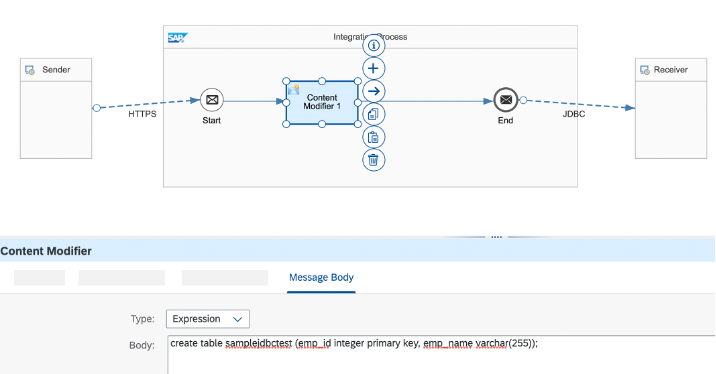 SAP
Integration Process
Sender
Receiver
Content
Modifier 1
HTTPS
Start
End
JDBC
Content Modifier
Message Body
Type: Expression
Body: create table samplejdbctest (emp_id integer primary key, emp_name varchar(255));